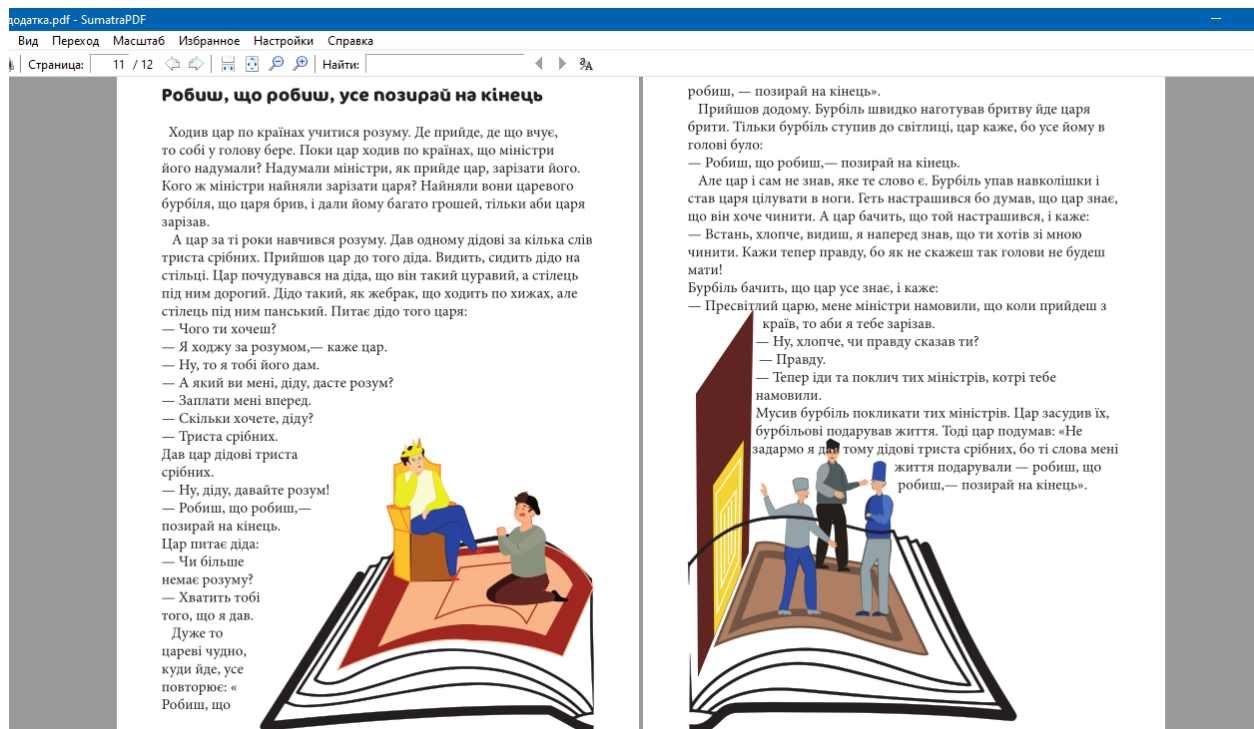 додатка.pdf - SumatraPDF
Вид Переход Масштаб Избранное Настройки Справка
Страница: 11 / 12 Найти:
Робиш, що робиш, усе позирай на кінець
Ходив цар по країнах учитися розуму. Де прийде, де що вчує,
то собі у голову бере. Поки цар ходив по країнах, що міністри
його надумали? Надумали міністри, як прийде цар, зарізати його.
Кого ж міністри найняли зарізати царя? Найняли вони царевого
бурбіля, що царя брив, і дали йому багато грошей, тільки аби царя
зарізав.
А цар за ті роки навчився розуму. Дав одному дідові за кілька слів
триста срібних. Прийшов цар до того діда. Видить, сидить дідо на
стільці. Цар почудувався на діда, що він такий цуравий, а стілець
під ним дорогий. Дідо такий, як жебрак, що ходить по хижах, але
стілець під ним панський. Питає дідо того царя:
— Чого ти хочеш?
— Я ходжу за розумом,— каже цар.
— Ну, то я тобі його дам.
— А який ви мені, діду, дасте розум?
— Заплати мені вперед.
— Скільки хочете, діду?
— Триста срібних.
Дав цар дідові триста
срібних.
— Ну, діду, давайте розум!
— Робиш, що робиш,—
позирай на кінець.
Цар питає діда:
— Чи більше
немає розуму?
— Хватить тобі
того, що я дав.
Дуже то
цареві чудно,
куди йде, усе
повторює: «
Робиш, що
робиш, — позирай на кінець».
Прийшов додому. Бурбіль швидко наготував бритву йде царя
брити. Тільки бурбіль ступив до світлиці, цар каже, бо усе йому в
голові було:
— Робиш, що робиш,— позирай на кінець.
Але цар і сам не знав, яке те слово є. Бурбіль упав навколішки і
став царя цілувати в ноги. Геть настрашився бо думав, що цар знає,
що він хоче чинити. А цар бачить, що той настрашився, і каже:
— Встань, хлопче, видиш, я наперед знав, що ти хотів зі мною
чинити. Кажи тепер правду, бо як не скажеш так голови не будеш
мати!
Бурбіль бачить, що цар усе знає, і каже:
— Пресвітлий царю, мене міністри намовили, що коли прийдеш з
країв, то аби я тебе зарізав.
— Ну, хлопче, чи правду сказав ти?
— Правду.
— Тепер іди та поклич тих міністрів, котрі тебе
намовили.
Мусив бурбіль покликати тих міністрів. Цар засудив їх,
бурбільові подарував життя. Тоді цар подумав: «Не
задармо я дав тому дідові триста срібних, бо ті слова мені
життя подарували — робиш, що
робиш,— позирай на кінець».